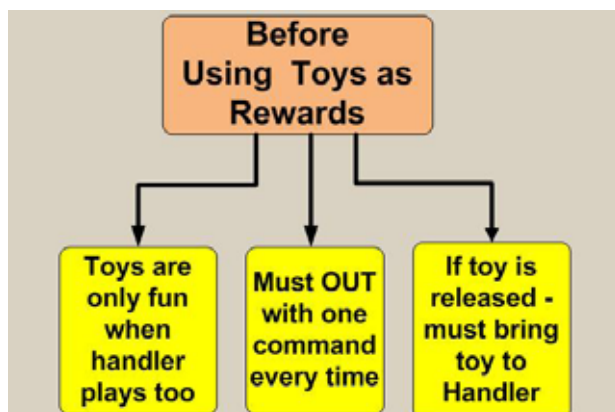 Before
Using Toys as
Rewards
Toys are
only fun
when
handler
plays too
Must OUT
with one
command
every time
If toy is
released -
must bring
toy to
Handler